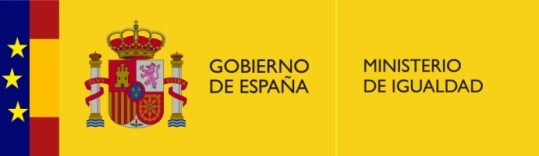 GOBIERNO
DE ESPAÑA
MINISTERIO
DE IGUALDAD